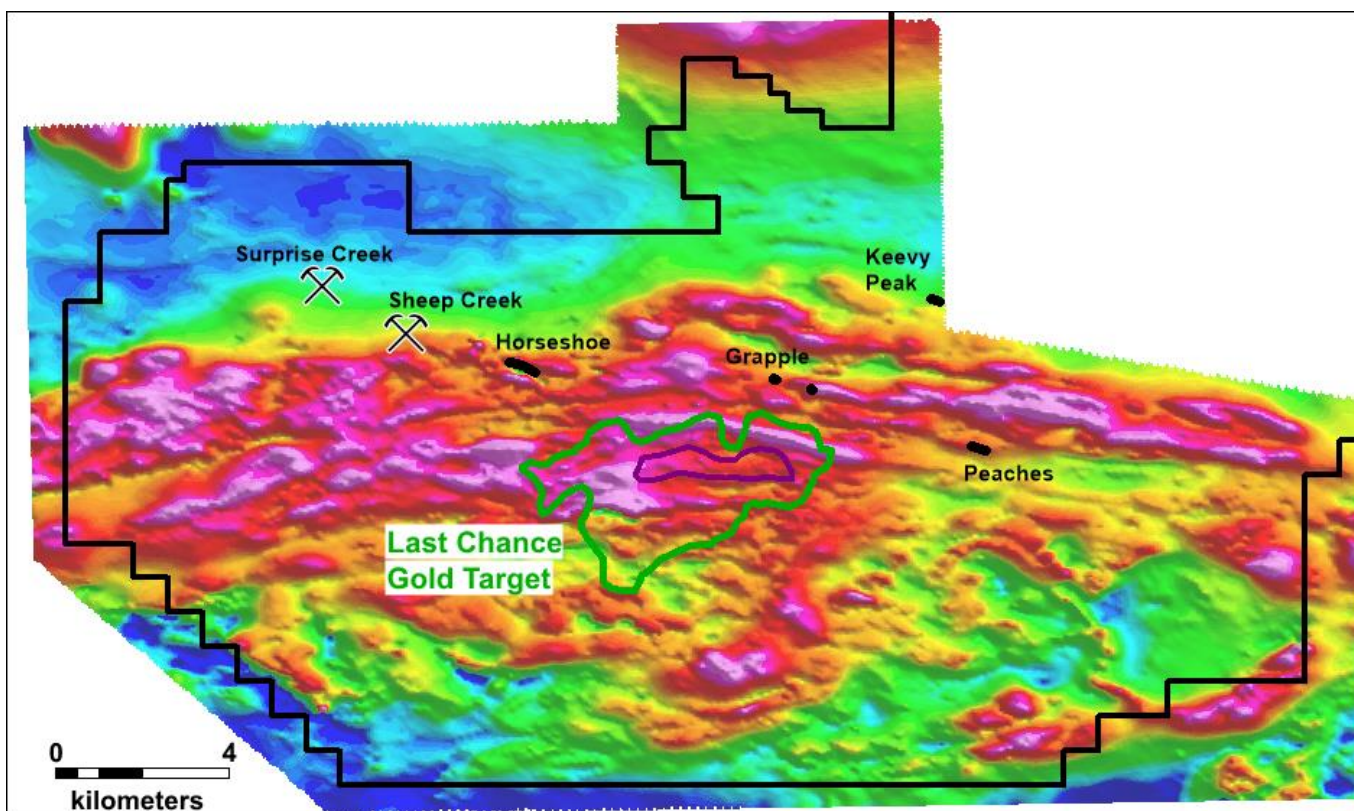 Surprise Creek
Sheep Creek
Horseshoe
Keevy
Peak
Grapple
Peaches
Last Chance
Gold Target
0 4
kilometers